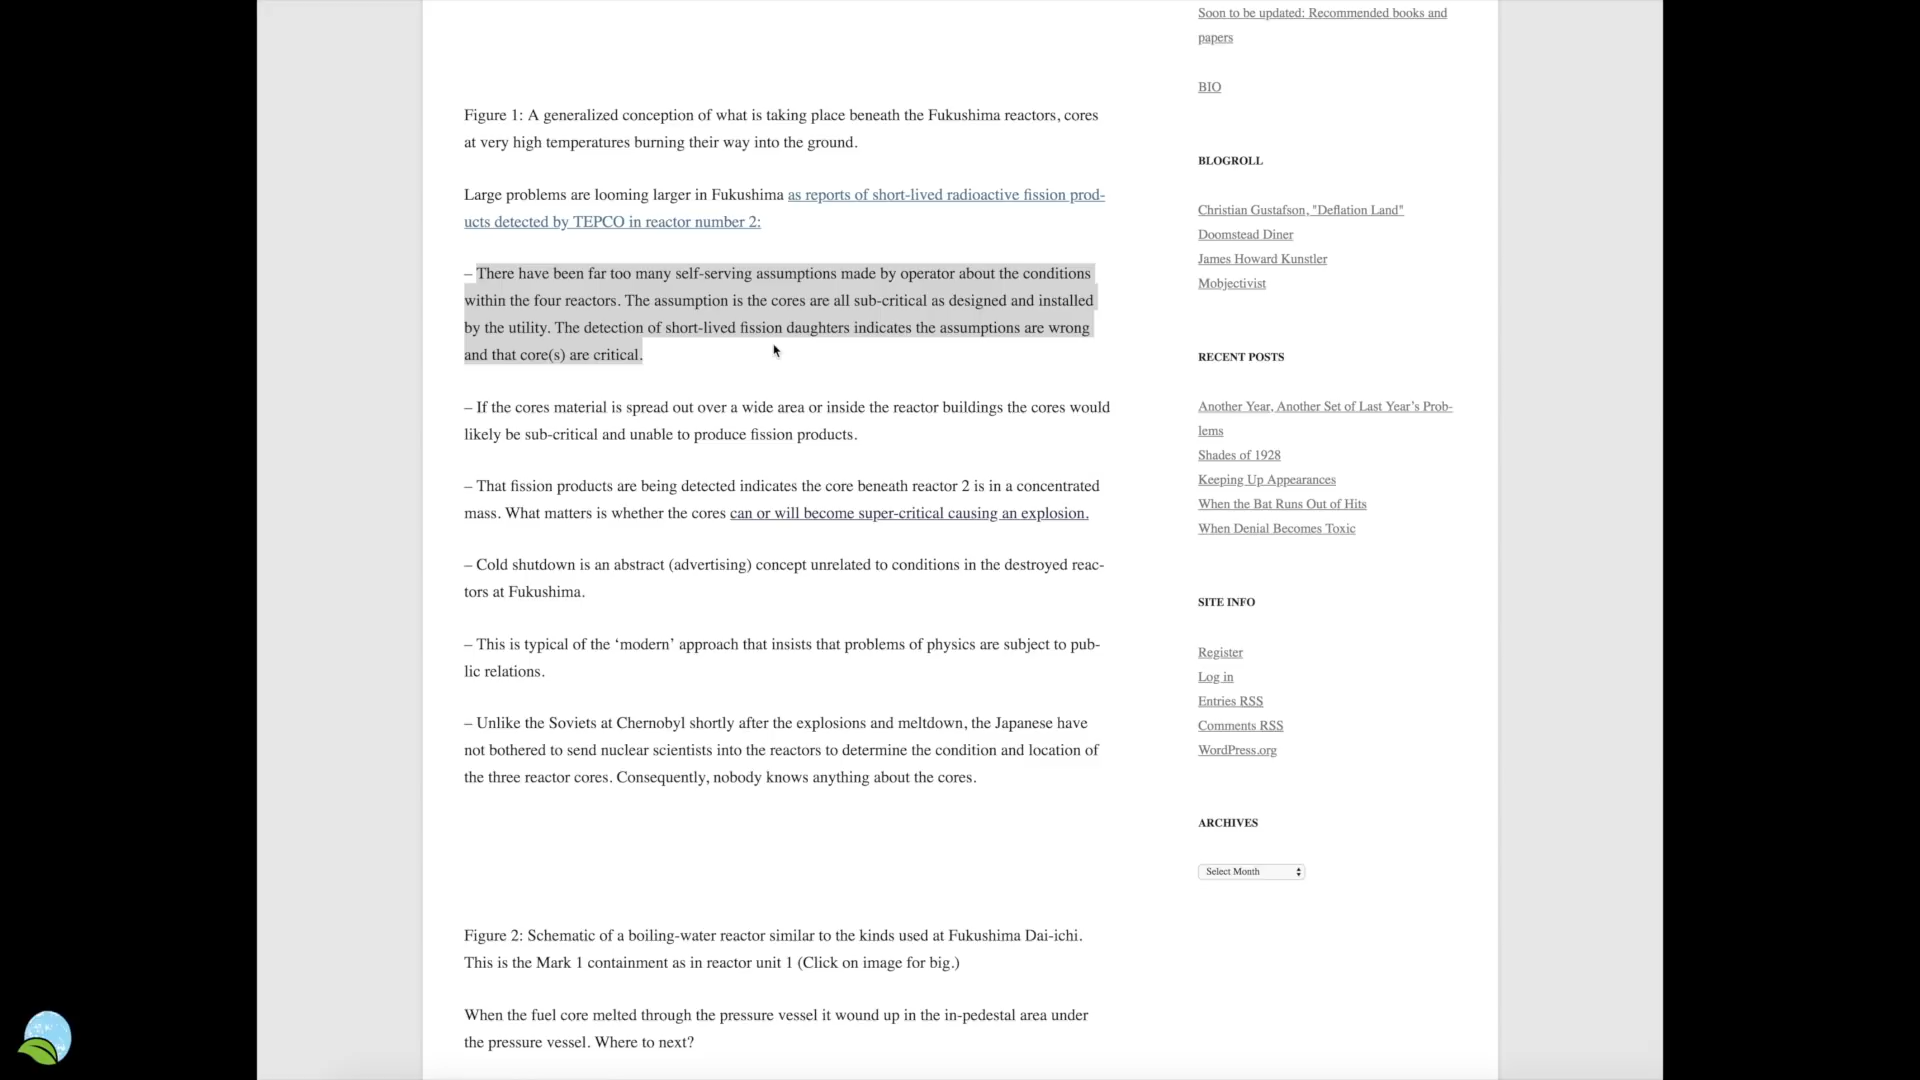 Figure 1: A generalized conception of what is taking place beneath the Fukushima reactors, cores
at very high temperatures burning their way into the ground.
Large problems are looming larger in Fukushima as reports of short-lived radioactive fission prod-
ucts detected by TEPCO in reactor number 2:
– There have been far too many self-serving assumptions made by operator about the conditions
within the four reactors. The assumption is the cores are all sub-critical as designed and installed
by the utility. The detection of short-lived fission daughters indicates the assumptions are wrong
and that core(s) are critical.
– If the cores material is spread out over a wide area or inside the reactor buildings the cores would
likely be sub-critical and unable to produce fission products.
– That fission products are being detected indicates the core beneath reactor 2 is in a concentrated
mass. What matters is whether the cores can or will become super-critical causing an explosion.
– Cold shutdown is an abstract (advertising) concept unrelated to conditions in the destroyed reac-
tors at Fukushima.
– This is typical of the ‘modern’ approach that insists that problems of physics are subject to pub-
lic relations.
– Unlike the Soviets at Chernobyl shortly after the explosions and meltdown, the Japanese have
not bothered to send nuclear scientists into the reactors to determine the condition and location of
the three reactor cores. Consequently, nobody knows anything about the cores.
Figure 2: Schematic of a boiling-water reactor similar to the kinds used at Fukushima Dai-ichi.
This is the Mark 1 containment as in reactor unit 1 (Click on image for big.)
When the fuel core melted through the pressure vessel it wound up in the in-pedestal area under
the pressure vessel. Where to next?
Soon to be updated: Recommended books and
papers
BIO
BLOGROLL
Christian Gustafson, "Deflation Land"
Doomstead Diner
James Howard Kunstler
Mobjectivist
RECENT POSTS
Another Year, Another Set of Last Year’s Prob-
lems
Shades of 1928
Keeping Up Appearances
When the Bat Runs Out of Hits
When Denial Becomes Toxic
SITE INFO
Register
Log in
Entries RSS
Comments RSS
WordPress.org
ARCHIVES
Select Month